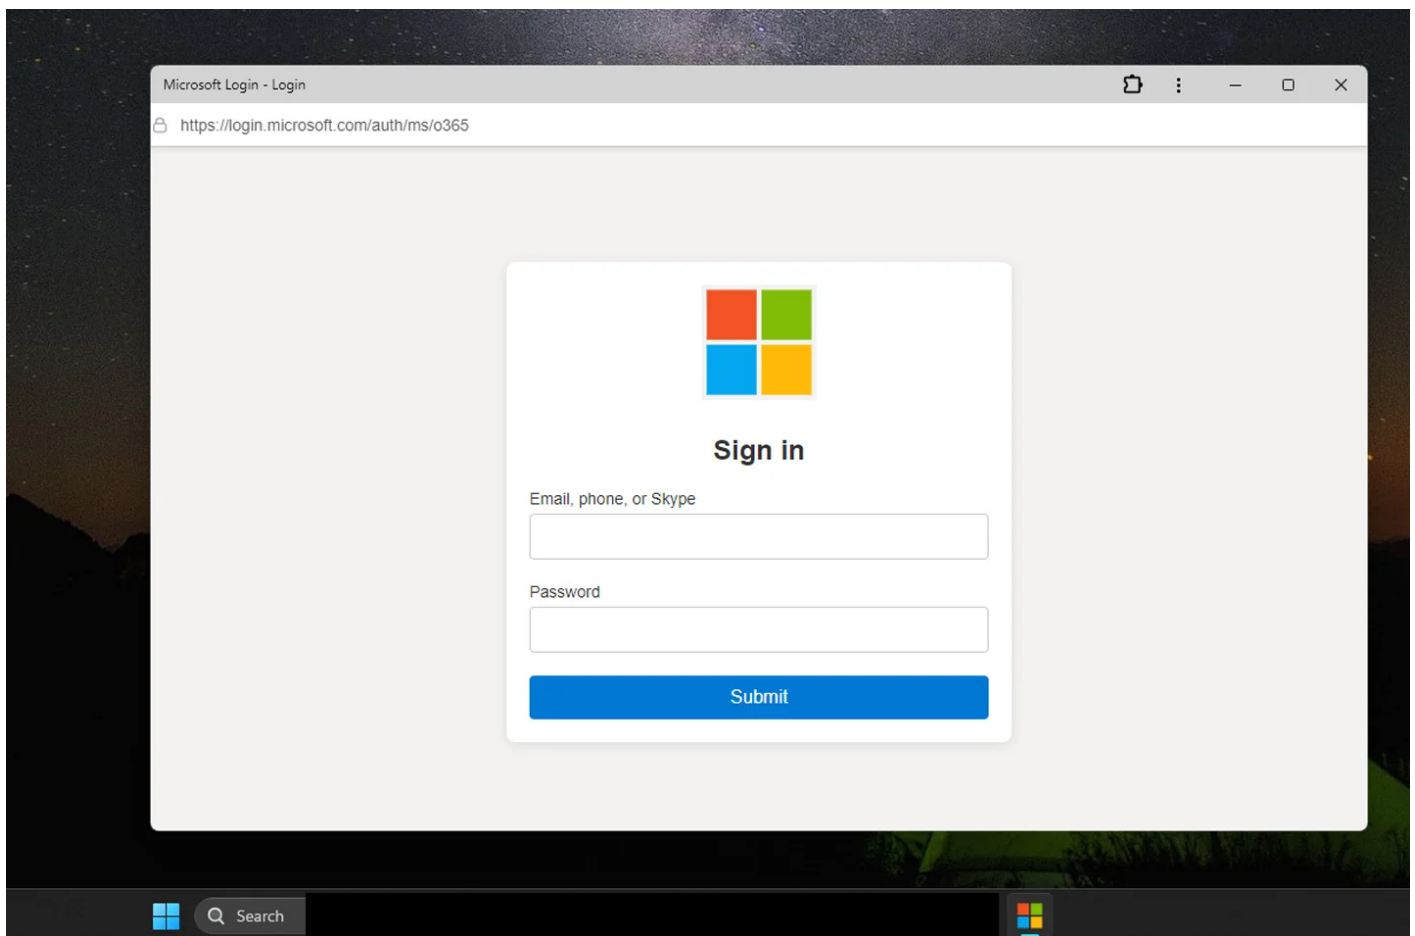 Microsoft Login - Login
https://login.microsoft.com/auth/ms/o365
Sign in
Email, phone, or Skype
Password
Submit
Search